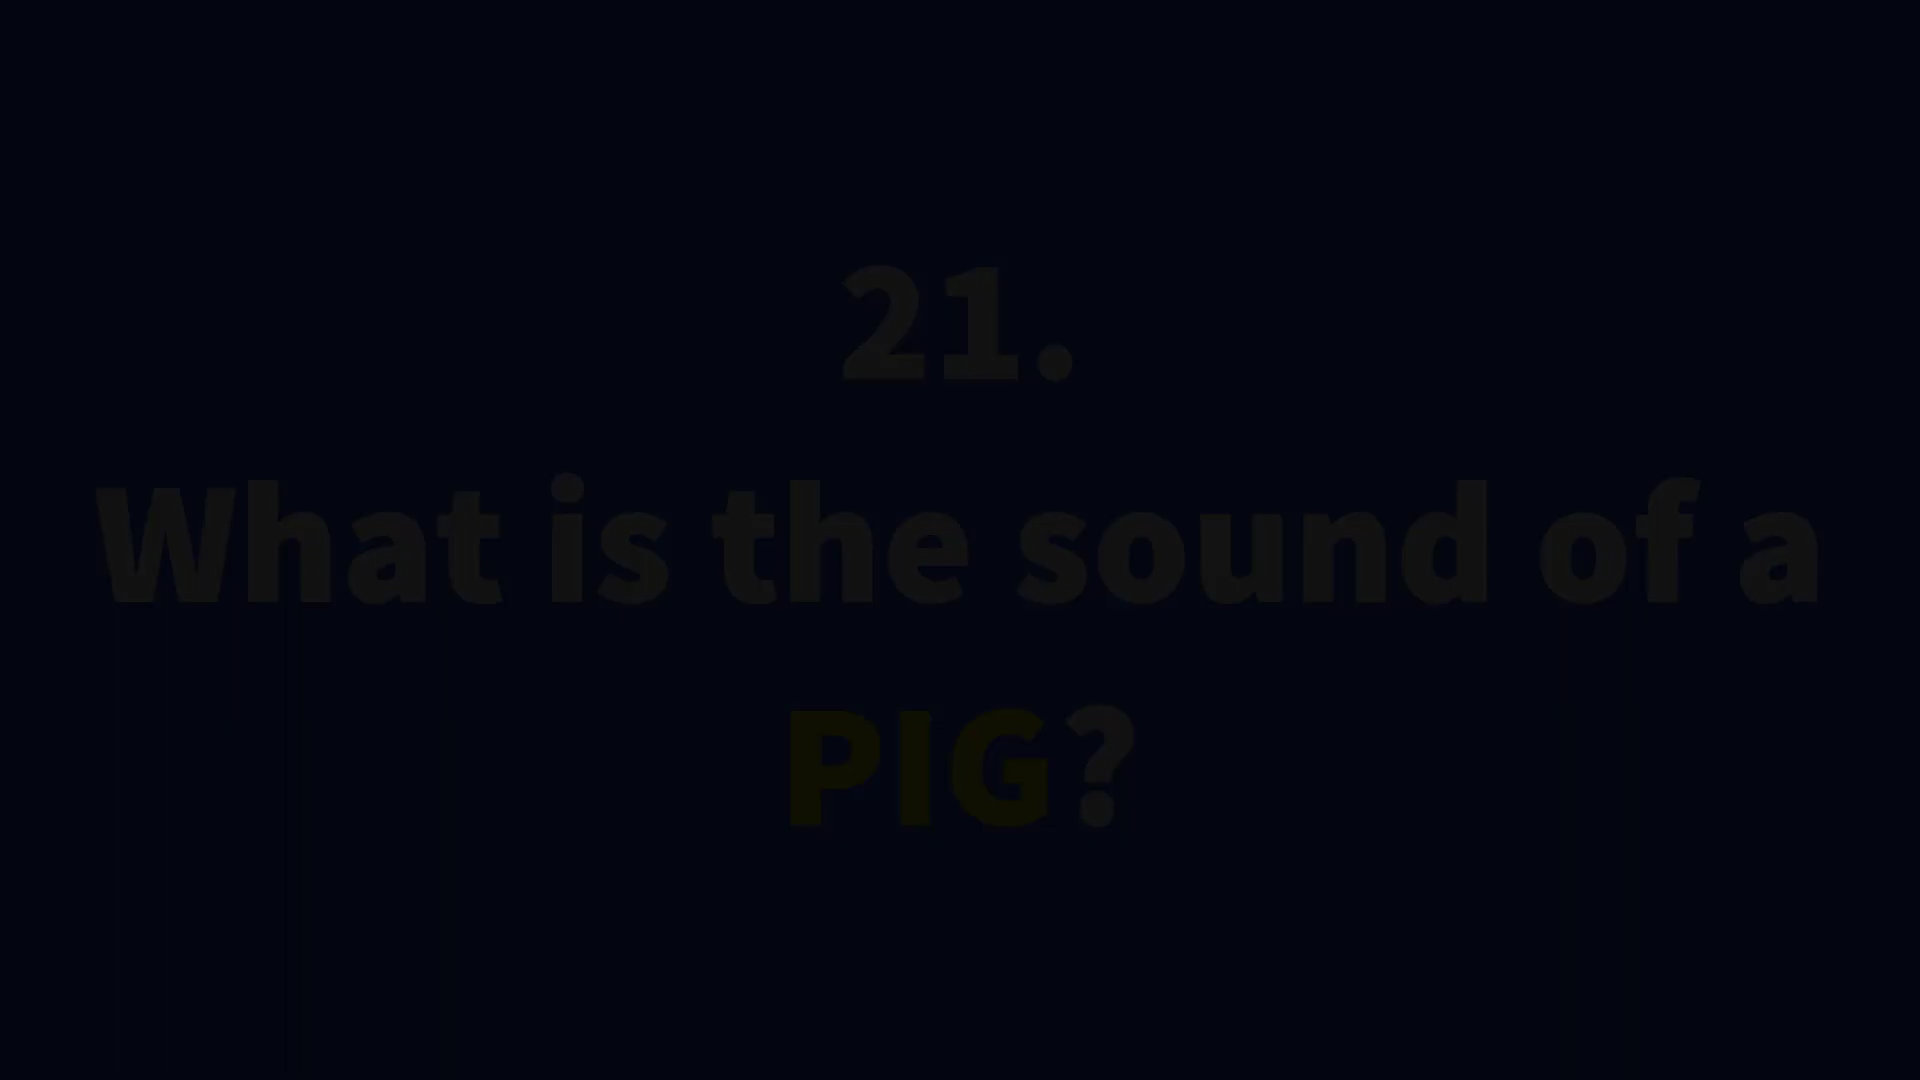 21.
What is the sound of a
PIG?